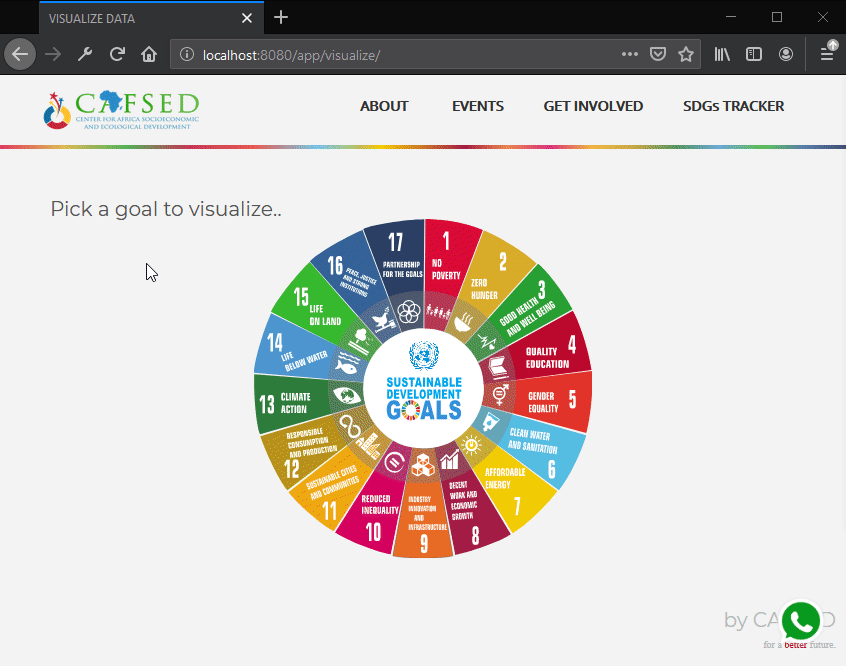 VISUALIZE DATA
localhost:8080/app/visualize/
CAFSED
CENTER FOR AFRICA SOCIOECONOMIC
AND ECOLOGICAL DEVELOPMENT
ABOUT
EVENTS
GET INVOLVED
SDGs TRACKER
Pick a goal to visualize..
1
NO
POVERTY
2
ZERO
HUNGER
3
GOOD HEALTH
AND WELL BEING
4
QUALITY
EDUCATION
5
GENDER
EQUALITY
CLEAN WATER
AND SANITATION
6
AFFORDABLE
ENERGY
7
DECENT
WORK AND
ECONOMIC
GROWTH
8
INDUSTRY
INNOVATION
AND
INFRASTRUCTURE
9
REDUCED
INEQUALITY
10
SUSTAINABLE CITIES
AND COMMUNITIES
11
RESPONSIBLE
CONSUMPTION
AND PRODUCTION
12
13
CLIMATE
ACTION
14
LIFE
BELOW WATER
15
LIFE
ON LAND
16
PEACE, JUSTICE
AND STRONG
INSTITUTIONS
17
PARTNERSHIP
FOR THE GOALS
SUSTAINABLE
DEVELOPMENT
GOALS
by CA D
for a better future.